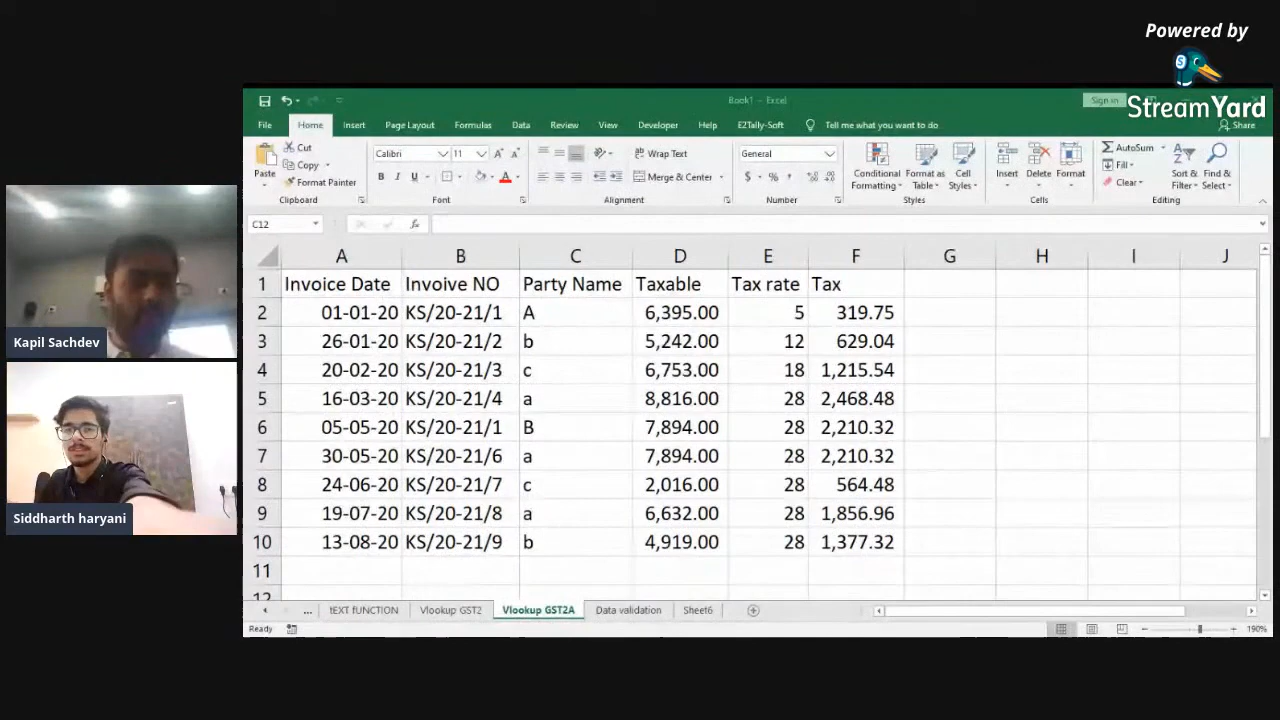 Powered by
StreamYard
Book1 - Excel
Sign in
File Home Insert Page Layout Formulas Data Review View Developer Help EZTally-Soft Tell me what you want to do
Share
Paste
Cut
Copy
Format Painter
Clipboard
Calibri 11
B I U
Font
Wrap Text
Merge & Center
Alignment
General
$ % ,
Number
Conditional Formatting
Format as Table
Cell Styles
Styles
Insert
Delete
Format
Cells
AutoSum
Fill
Clear
Sort & Filter
Find & Select
Editing
C12
fx
A B C D E F G H I J
1 Invoice Date Invoive NO Party Name Taxable Tax rate Tax
2 01-01-20 KS/20-21/1 A 6,395.00 5 319.75
3 26-01-20 KS/20-21/2 b 5,242.00 12 629.04
4 20-02-20 KS/20-21/3 c 6,753.00 18 1,215.54
5 16-03-20 KS/20-21/4 a 8,816.00 28 2,468.48
6 05-05-20 KS/20-21/1 B 7,894.00 28 2,210.32
7 30-05-20 KS/20-21/6 a 7,894.00 28 2,210.32
8 24-06-20 KS/20-21/7 c 2,016.00 28 564.48
9 19-07-20 KS/20-21/8 a 6,632.00 28 1,856.96
10 13-08-20 KS/20-21/9 b 4,919.00 28 1,377.32
11
12
... tEXT fUNCTION Vlookup GST2 Vlookup GST2A Data validation Sheet6
Ready
190%
Kapil Sachdev
Siddharth haryani